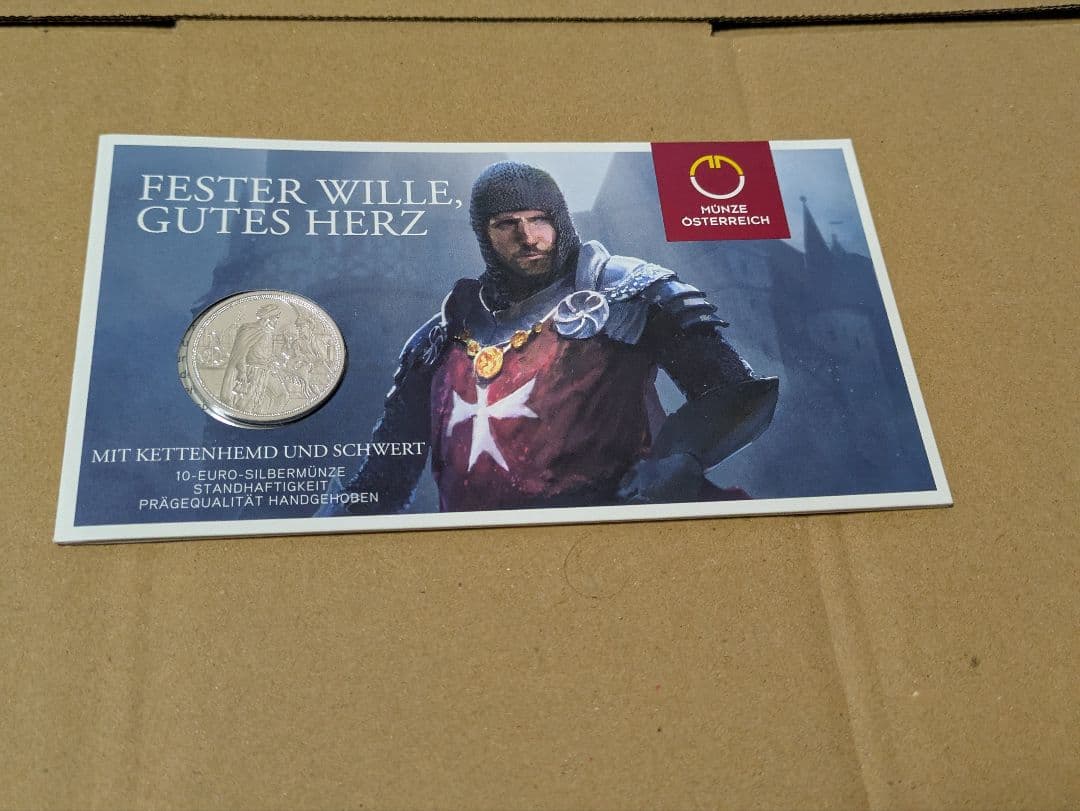 FESTER WILLE,
GUTES HERZ
MÜNZE
ÖSTERREICH
MIT KETTENHEMD UND SCHWERT
10-EURO-SILBERMÜNZE
STANDHAFTIGKEIT
PRÄGEQUALITÄT HANDGEHOBEN